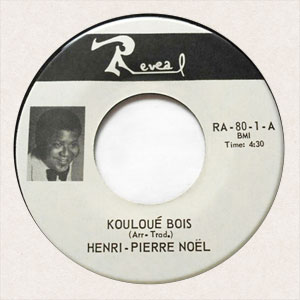 Reveal
RA-80-1-A
BMI
Time: 4:30
KOULOUÉ BOIS
(Arr-Trad.)
HENRI-PIERRE NOËL